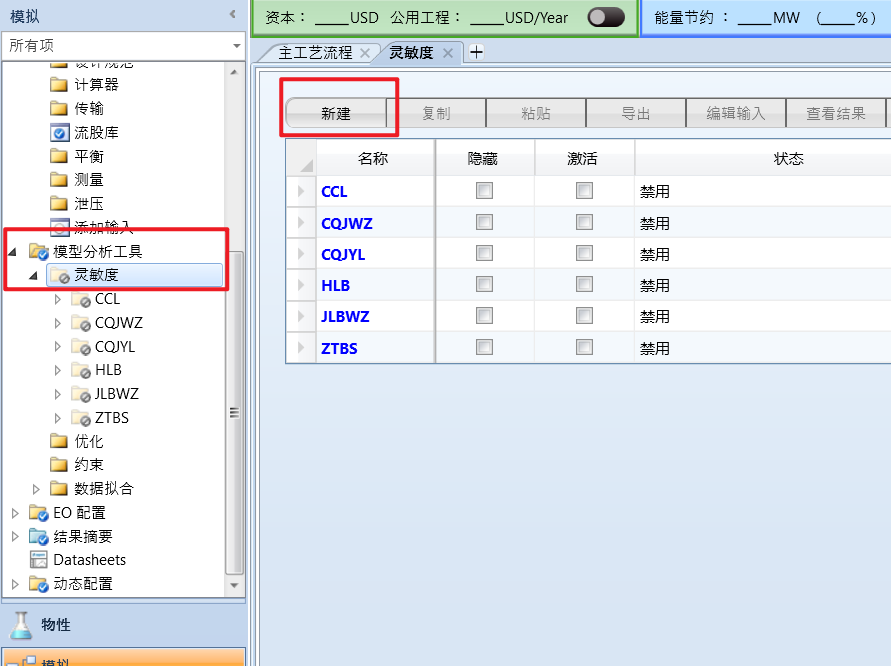 模拟
资本： _____USD 公用工程： _____USD/Year
能量节约 ： _____MW （_____%）
所有项
主工艺流程
灵敏度
设计规范
计算器
传输
流股库
平衡
测量
泄压
添加输入
模型分析工具
灵敏度
CCL
CQJWZ
CQJYL
HLB
JLBWZ
ZTBS
优化
约束
数据拟合
EO 配置
结果摘要
Datasheets
动态配置
物性
模拟
新建 复制 粘贴 导出 编辑输入 查看结果
名称 隐藏 激活 状态
CCL 禁用
CQJWZ 禁用
CQJYL 禁用
HLB 禁用
JLBWZ 禁用
ZTBS 禁用